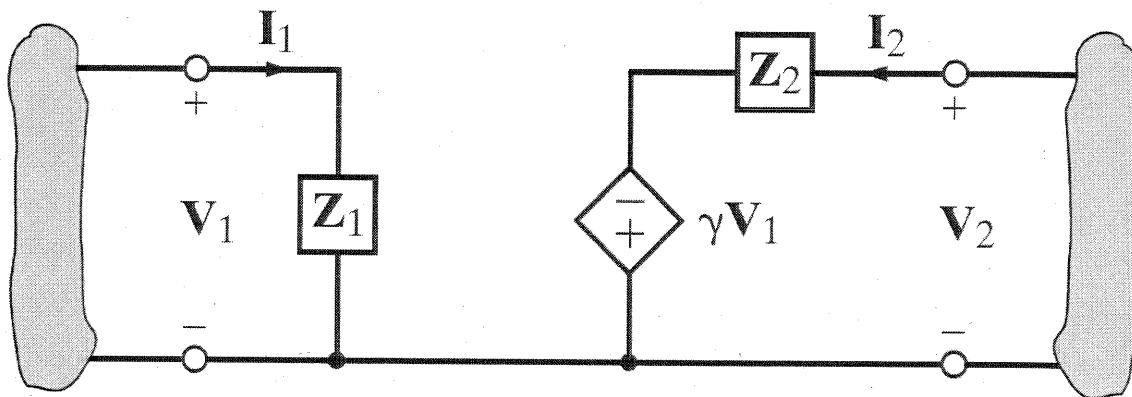 I₁
I₂
Z₂
+
+
V₁
Z₁
−
+
γV₁
V₂
−
−